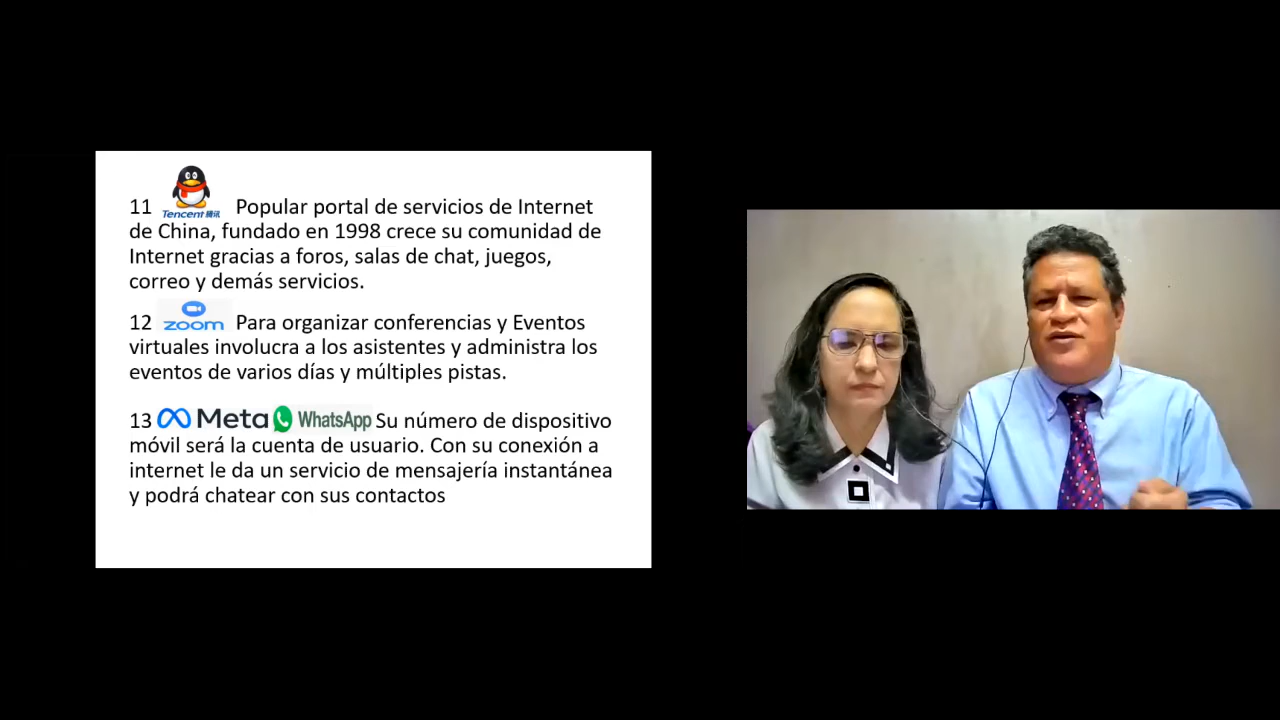 11 Tencent 腾讯 Popular portal de servicios de Internet
de China, fundado en 1998 crece su comunidad de
Internet gracias a foros, salas de chat, juegos,
correo y demás servicios.
12 zoom Para organizar conferencias y Eventos
virtuales involucra a los asistentes y administra los
eventos de varios días y múltiples pistas.
13 Meta WhatsApp Su número de dispositivo
móvil será la cuenta de usuario. Con su conexión a
internet le da un servicio de mensajería instantánea
y podrá chatear con sus contactos